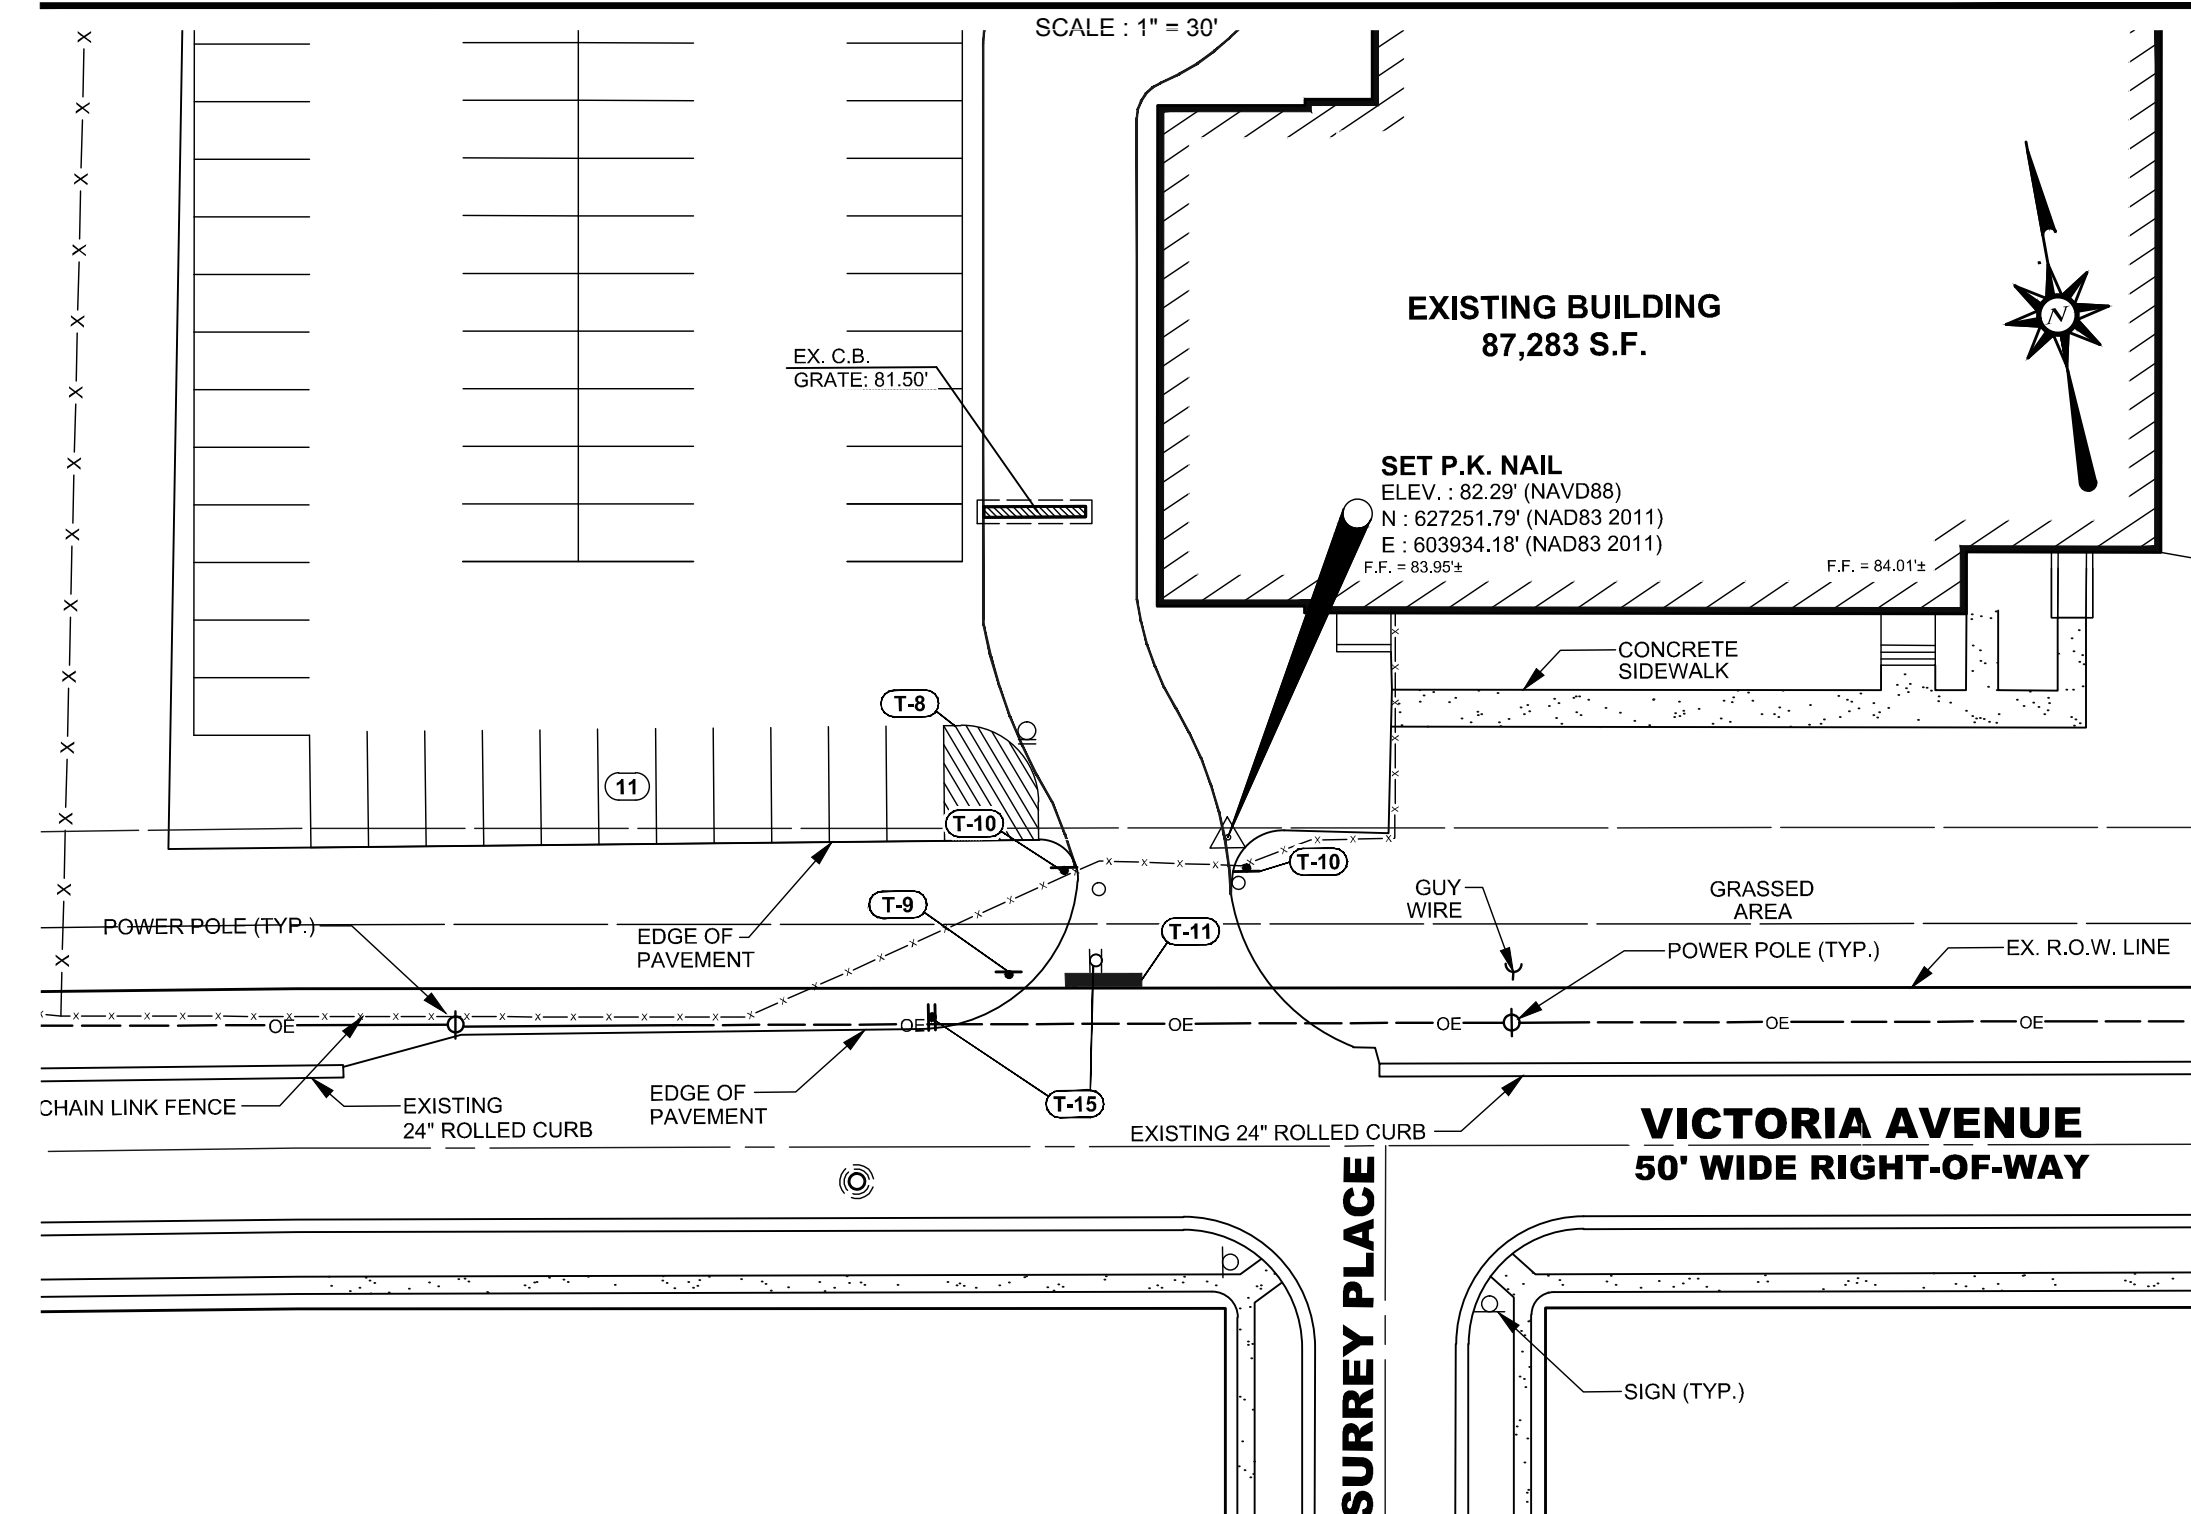 SCALE : 1" = 30'
EX. C.B.
GRATE: 81.50'
EXISTING BUILDING
87,283 S.F.
N
SET P.K. NAIL
ELEV. : 82.29' (NAVD88)
N : 627251.79' (NAD83 2011)
E : 603934.18' (NAD83 2011)
F.F. = 83.95'±
F.F. = 84.01'±
CONCRETE
SIDEWALK
T-8
11
T-10
T-10
T-9
T-11
GUY
WIRE
GRASSED
AREA
POWER POLE (TYP.)
EDGE OF
PAVEMENT
POWER POLE (TYP.)
EX. R.O.W. LINE
OE
OE
OE
OE
OE
OE
CHAIN LINK FENCE
EXISTING
24" ROLLED CURB
EDGE OF
PAVEMENT
T-15
EXISTING 24" ROLLED CURB
VICTORIA AVENUE
50' WIDE RIGHT-OF-WAY
SURREY PLACE
SIGN (TYP.)